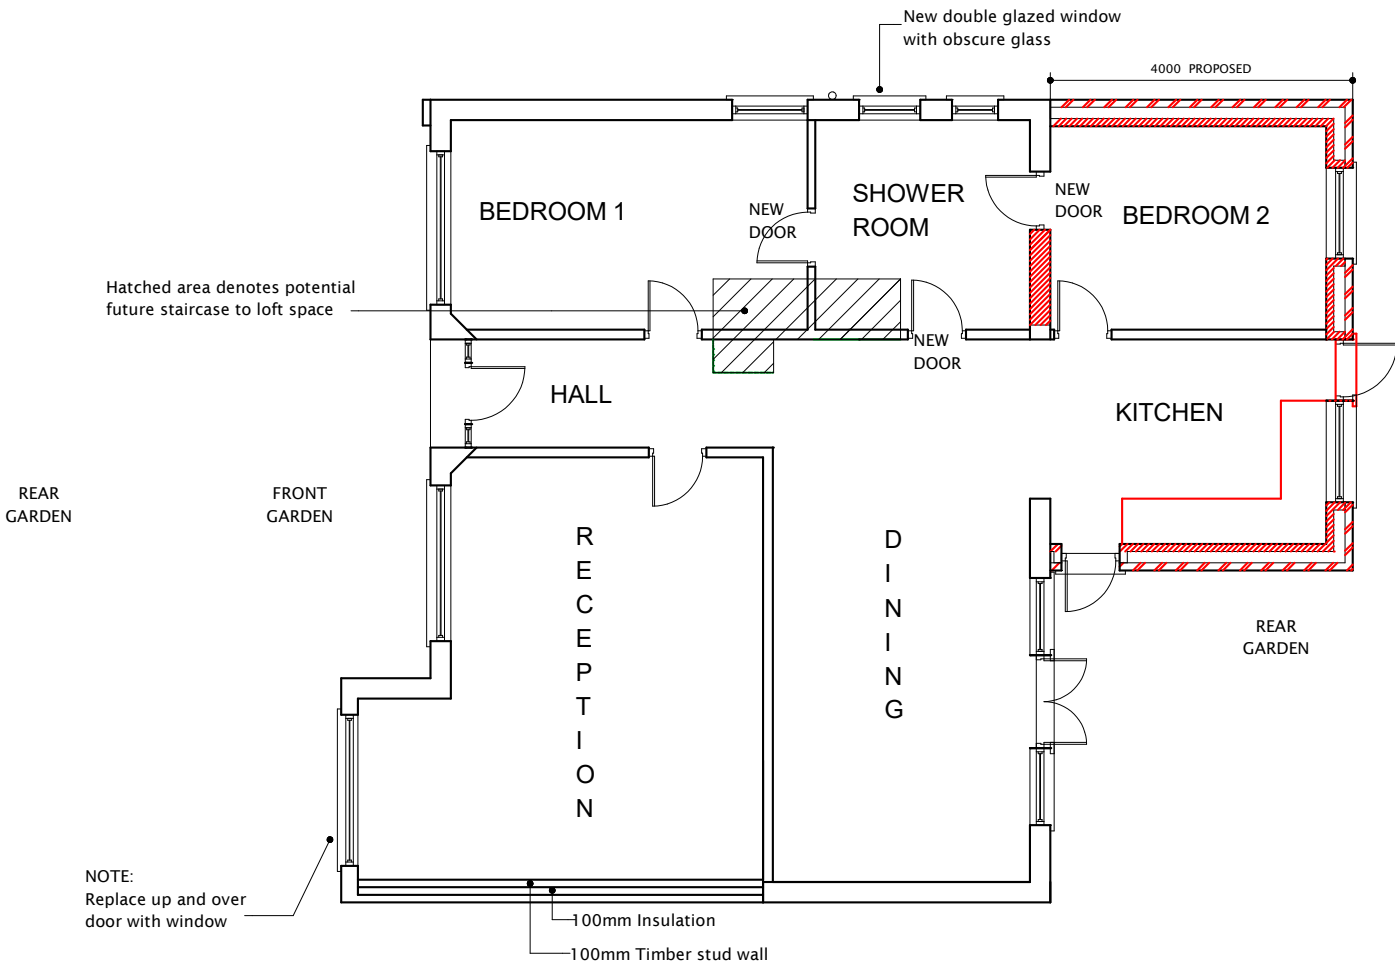 New double glazed window
with obscure glass
4000 PROPOSED
BEDROOM 1
NEW
DOOR
SHOWER
ROOM
NEW
DOOR
BEDROOM 2
Hatched area denotes potential
future staircase to loft space
NEW
DOOR
HALL
KITCHEN
REAR
GARDEN
FRONT
GARDEN
RECEPTION
DINING
REAR
GARDEN
NOTE:
Replace up and over
door with window
100mm Insulation
100mm Timber stud wall